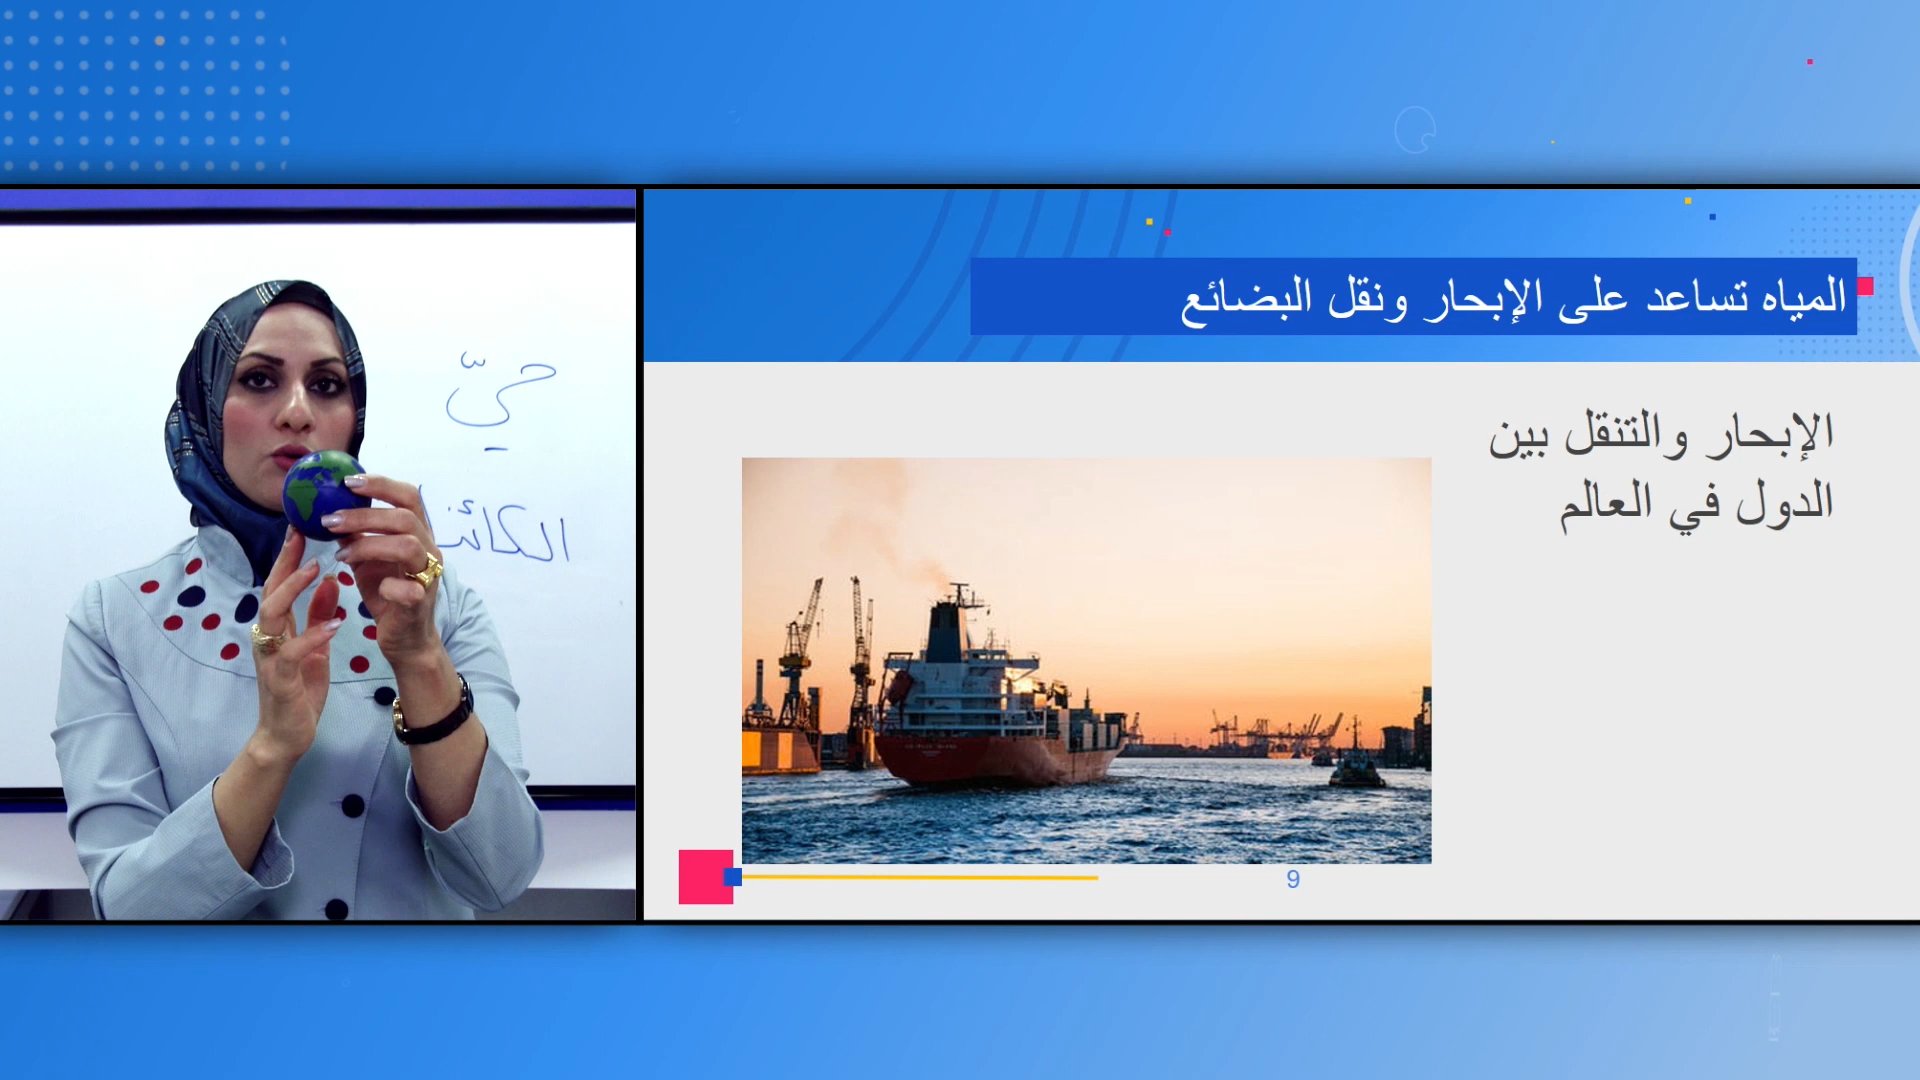 المياه تساعد على الإبحار ونقل البضائع
الإبحار والتنقل بين
الدول في العالم
9
حيّ